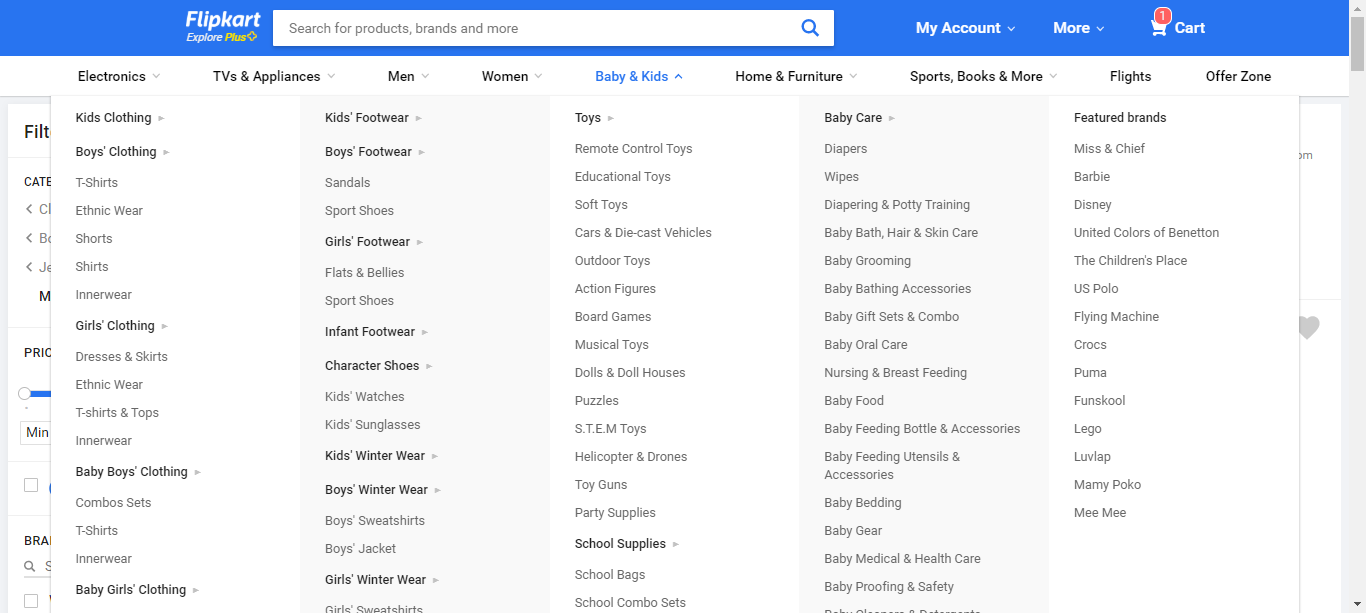 Flipkart
Explore Plus
Search for products, brands and more
My Account
More
1
Cart
Electronics
TVs & Appliances
Men
Women
Baby & Kids
Home & Furniture
Sports, Books & More
Flights
Offer Zone
Kids Clothing
Boys' Clothing
T-Shirts
Ethnic Wear
Shorts
Shirts
Innerwear
Girls' Clothing
Dresses & Skirts
Ethnic Wear
T-shirts & Tops
Innerwear
Baby Boys' Clothing
Combos Sets
T-Shirts
Innerwear
Baby Girls' Clothing
Kids' Footwear
Boys' Footwear
Sandals
Sport Shoes
Girls' Footwear
Flats & Bellies
Sport Shoes
Infant Footwear
Character Shoes
Kids' Watches
Kids' Sunglasses
Kids' Winter Wear
Boys' Winter Wear
Boys' Sweatshirts
Boys' Jacket
Girls' Winter Wear
Girls' Sweatshirts
Toys
Remote Control Toys
Educational Toys
Soft Toys
Cars & Die-cast Vehicles
Outdoor Toys
Action Figures
Board Games
Musical Toys
Dolls & Doll Houses
Puzzles
S.T.E.M Toys
Helicopter & Drones
Toy Guns
Party Supplies
School Supplies
School Bags
School Combo Sets
Baby Care
Diapers
Wipes
Diapering & Potty Training
Baby Bath, Hair & Skin Care
Baby Grooming
Baby Bathing Accessories
Baby Gift Sets & Combo
Baby Oral Care
Nursing & Breast Feeding
Baby Food
Baby Feeding Bottle & Accessories
Baby Feeding Utensils &
Accessories
Baby Bedding
Baby Gear
Baby Medical & Health Care
Baby Proofing & Safety
Baby Cleaners & Detergents
Featured brands
Miss & Chief
Barbie
Disney
United Colors of Benetton
The Children's Place
US Polo
Flying Machine
Crocs
Puma
Funskool
Lego
Luvlap
Mamy Poko
Mee Mee
Filt
CATE
Cl
Bo
Je
M
PRIC
Min
BRA
S
om